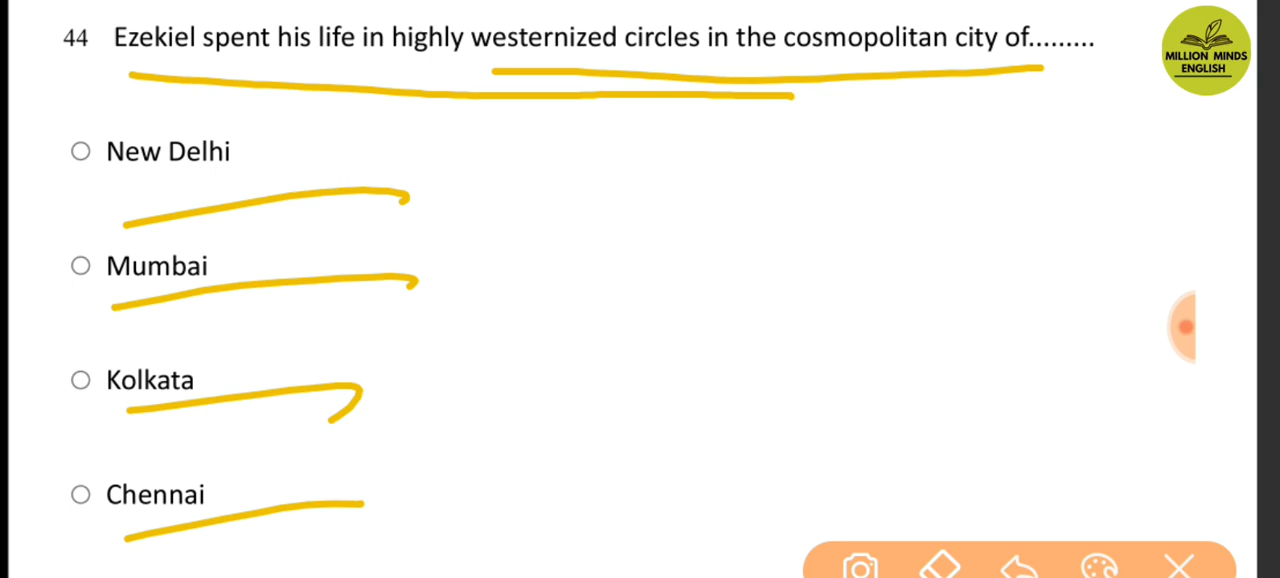 44 Ezekiel spent his life in highly westernized circles in the cosmopolitan city of.........
MILLION MINDS
ENGLISH
New Delhi
Mumbai
Kolkata
Chennai